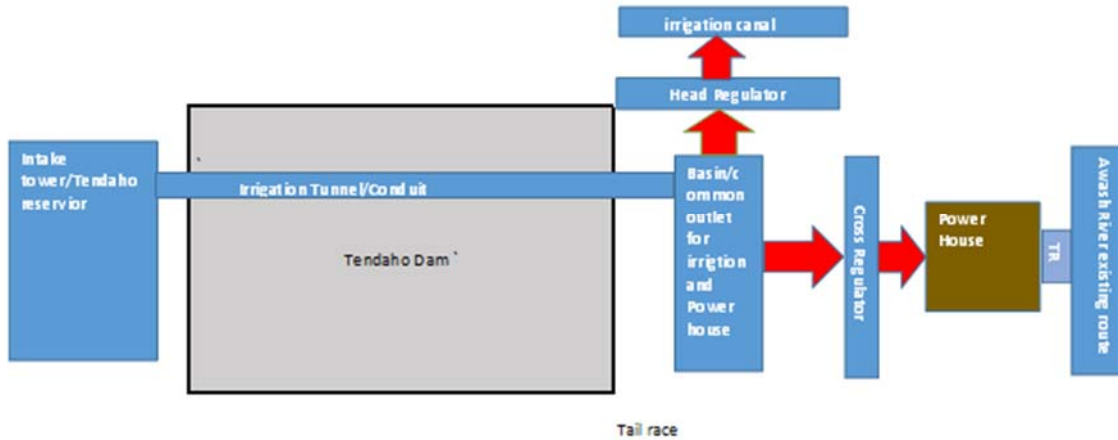 irrigation canal
Head Regulator
Intake
tower/Tendaho
reservior
`
Irrigation Tunnel/Conduit
Tendaho Dam `
Basin/c
ommon
outlet
for
irrigtion
and
Power
house
Cross Regulator
Power
House
TR
Awash River existing route
Tail race